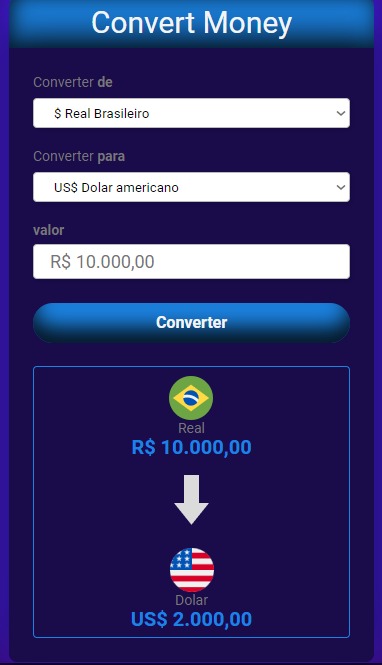 Convert Money
Converter de
$ Real Brasileiro
Converter para
US$ Dolar americano
valor
R$ 10.000,00
Converter
Real
R$ 10.000,00
Dolar
US$ 2.000,00